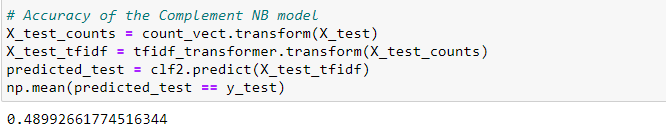 # Accuracy of the Complement NB model
X_test_counts = count_vect.transform(X_test)
X_test_tfidf = tfidf_transformer.transform(X_test_counts)
predicted_test = clf2.predict(X_test_tfidf)
np.mean(predicted_test == y_test)
0.48992661774516344